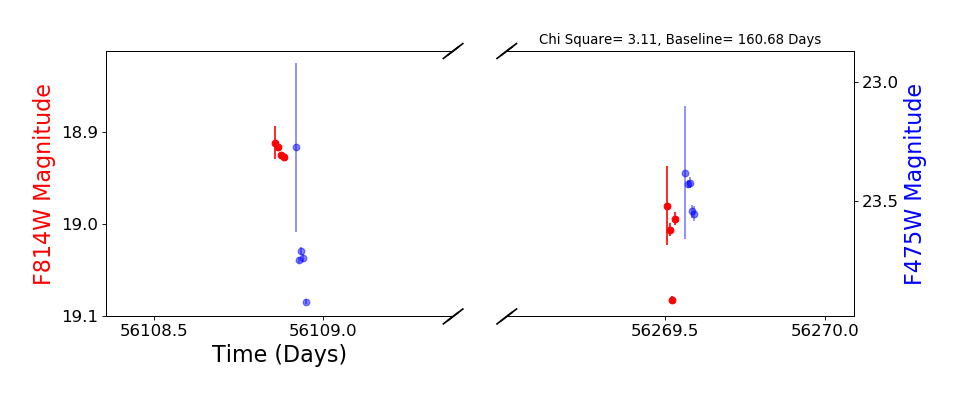 Chi Square= 3.11, Baseline= 160.68 Days
F814W Magnitude
18.9
19.0
19.1
23.0
23.5
F475W Magnitude
56108.5
56109.0
56269.5
56270.0
Time (Days)